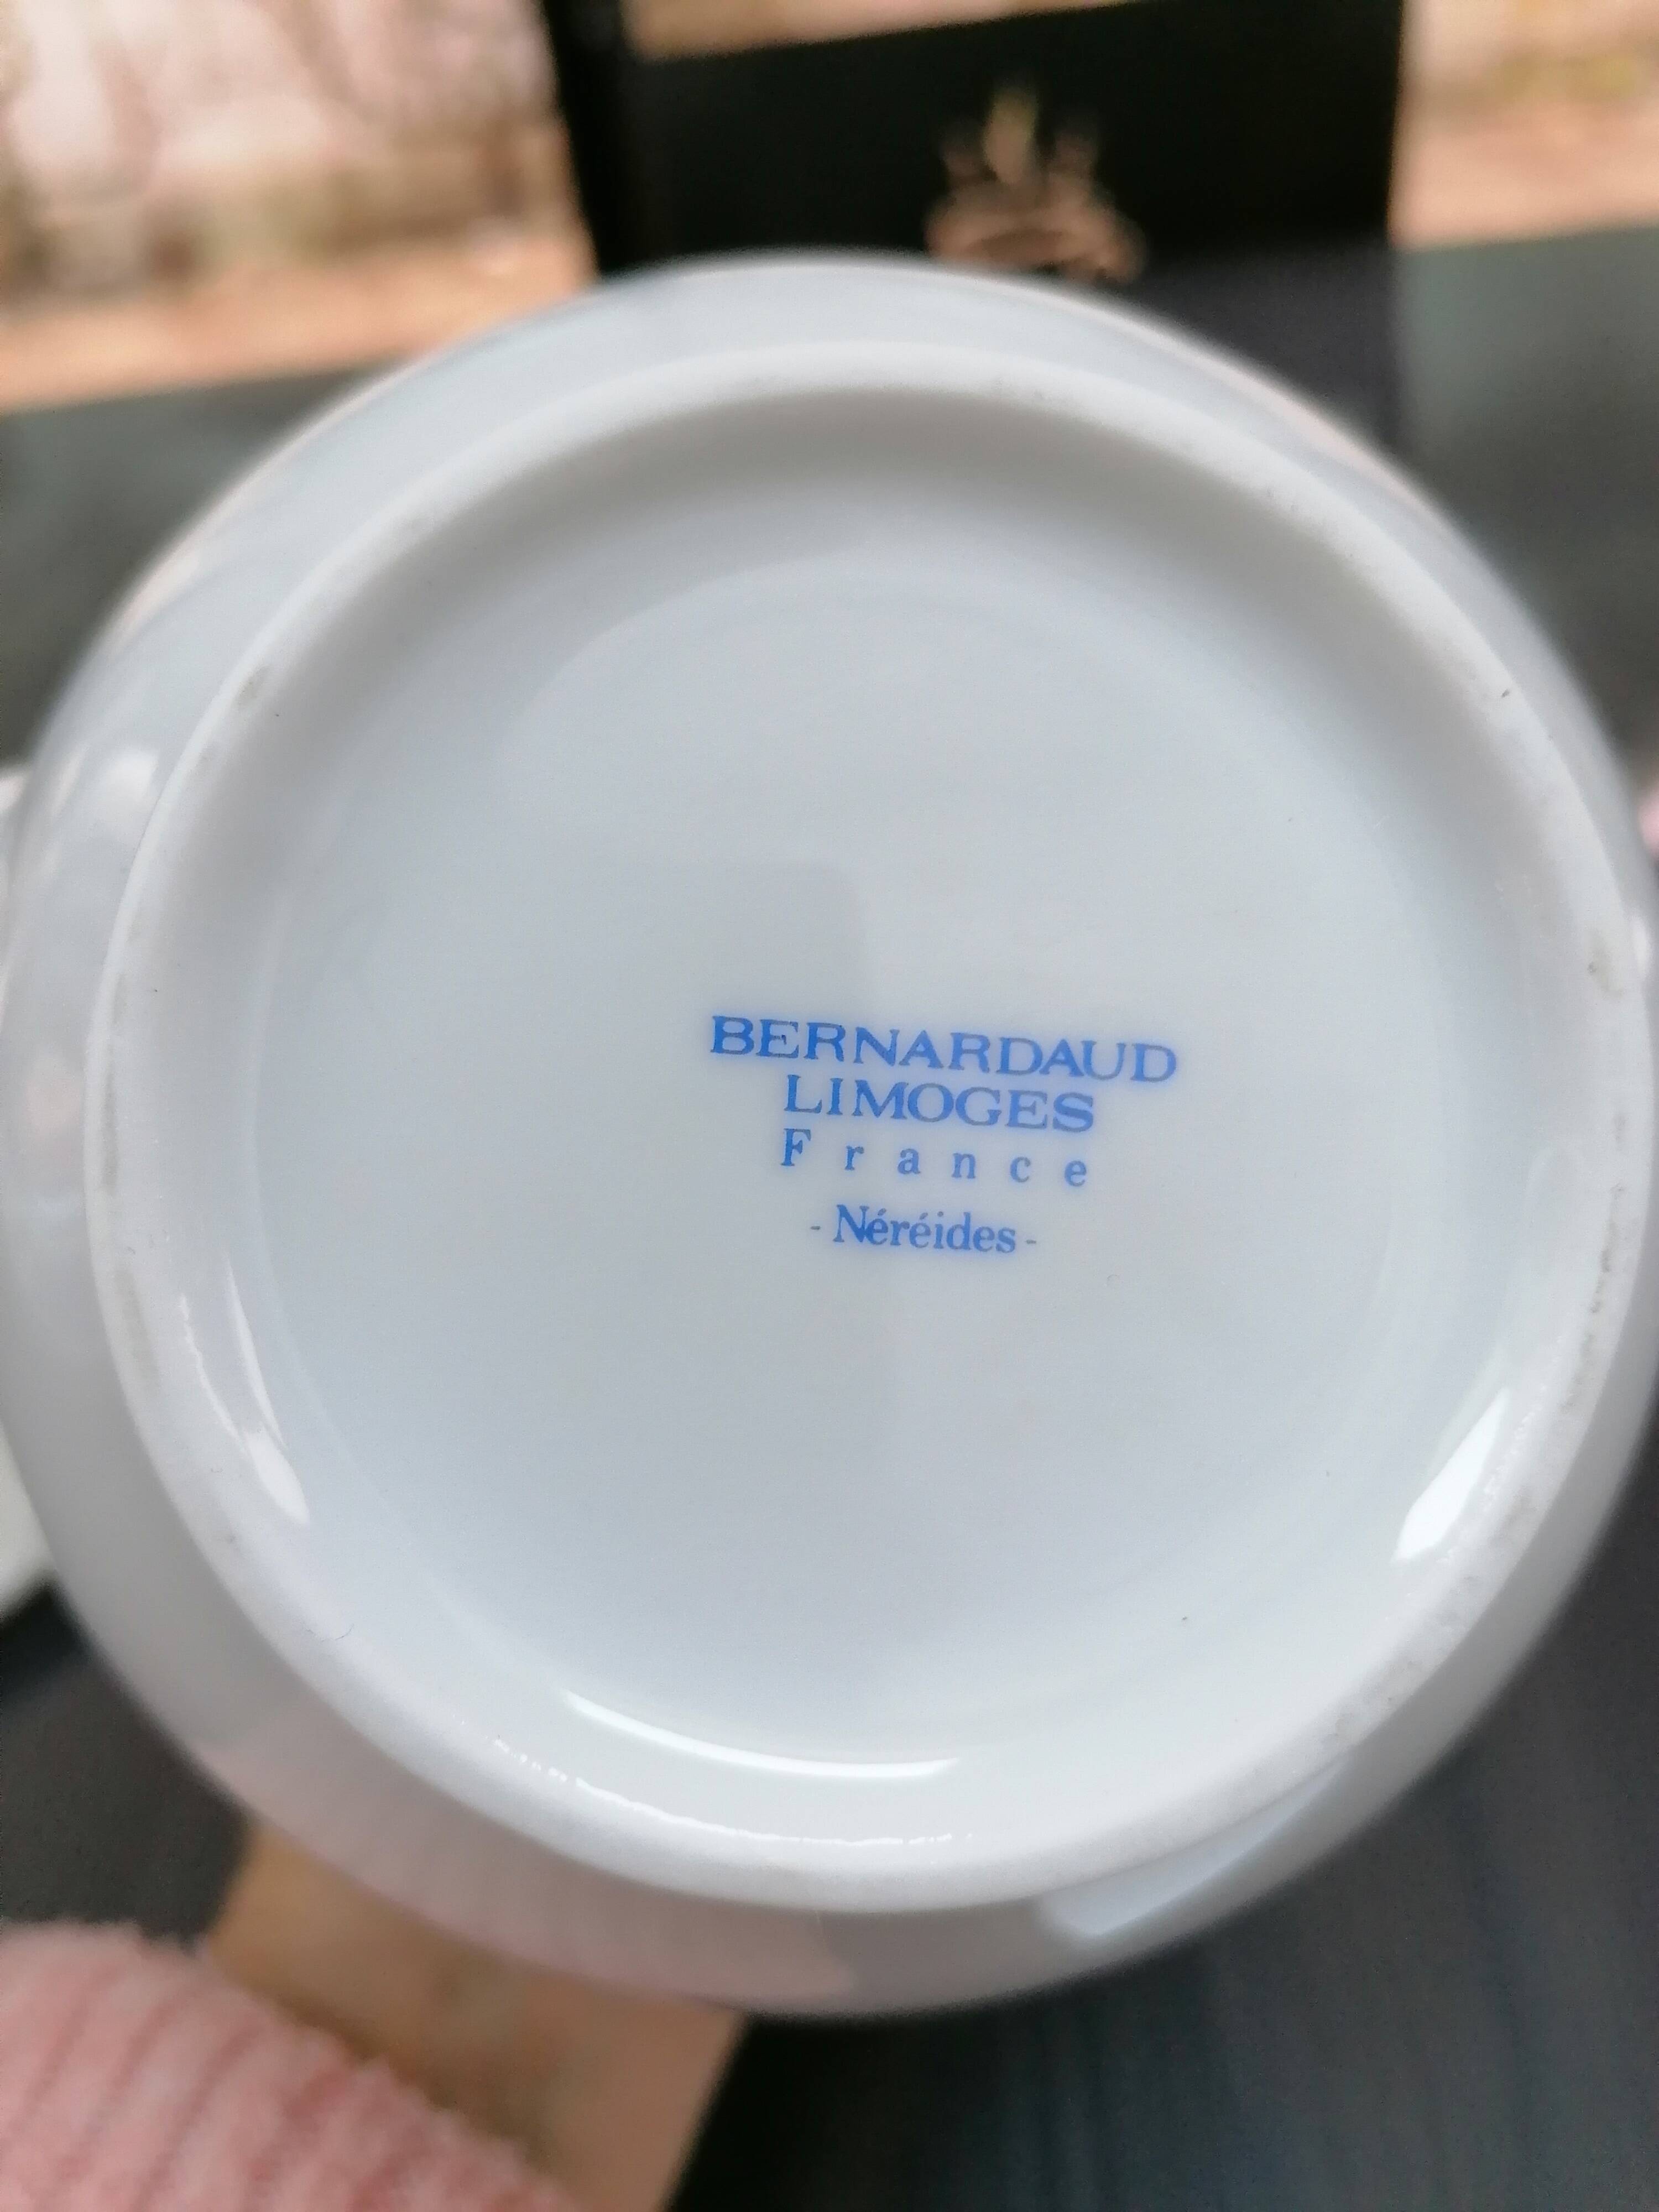 BERNARDAUD
LIMOGES
France
- Néréides -